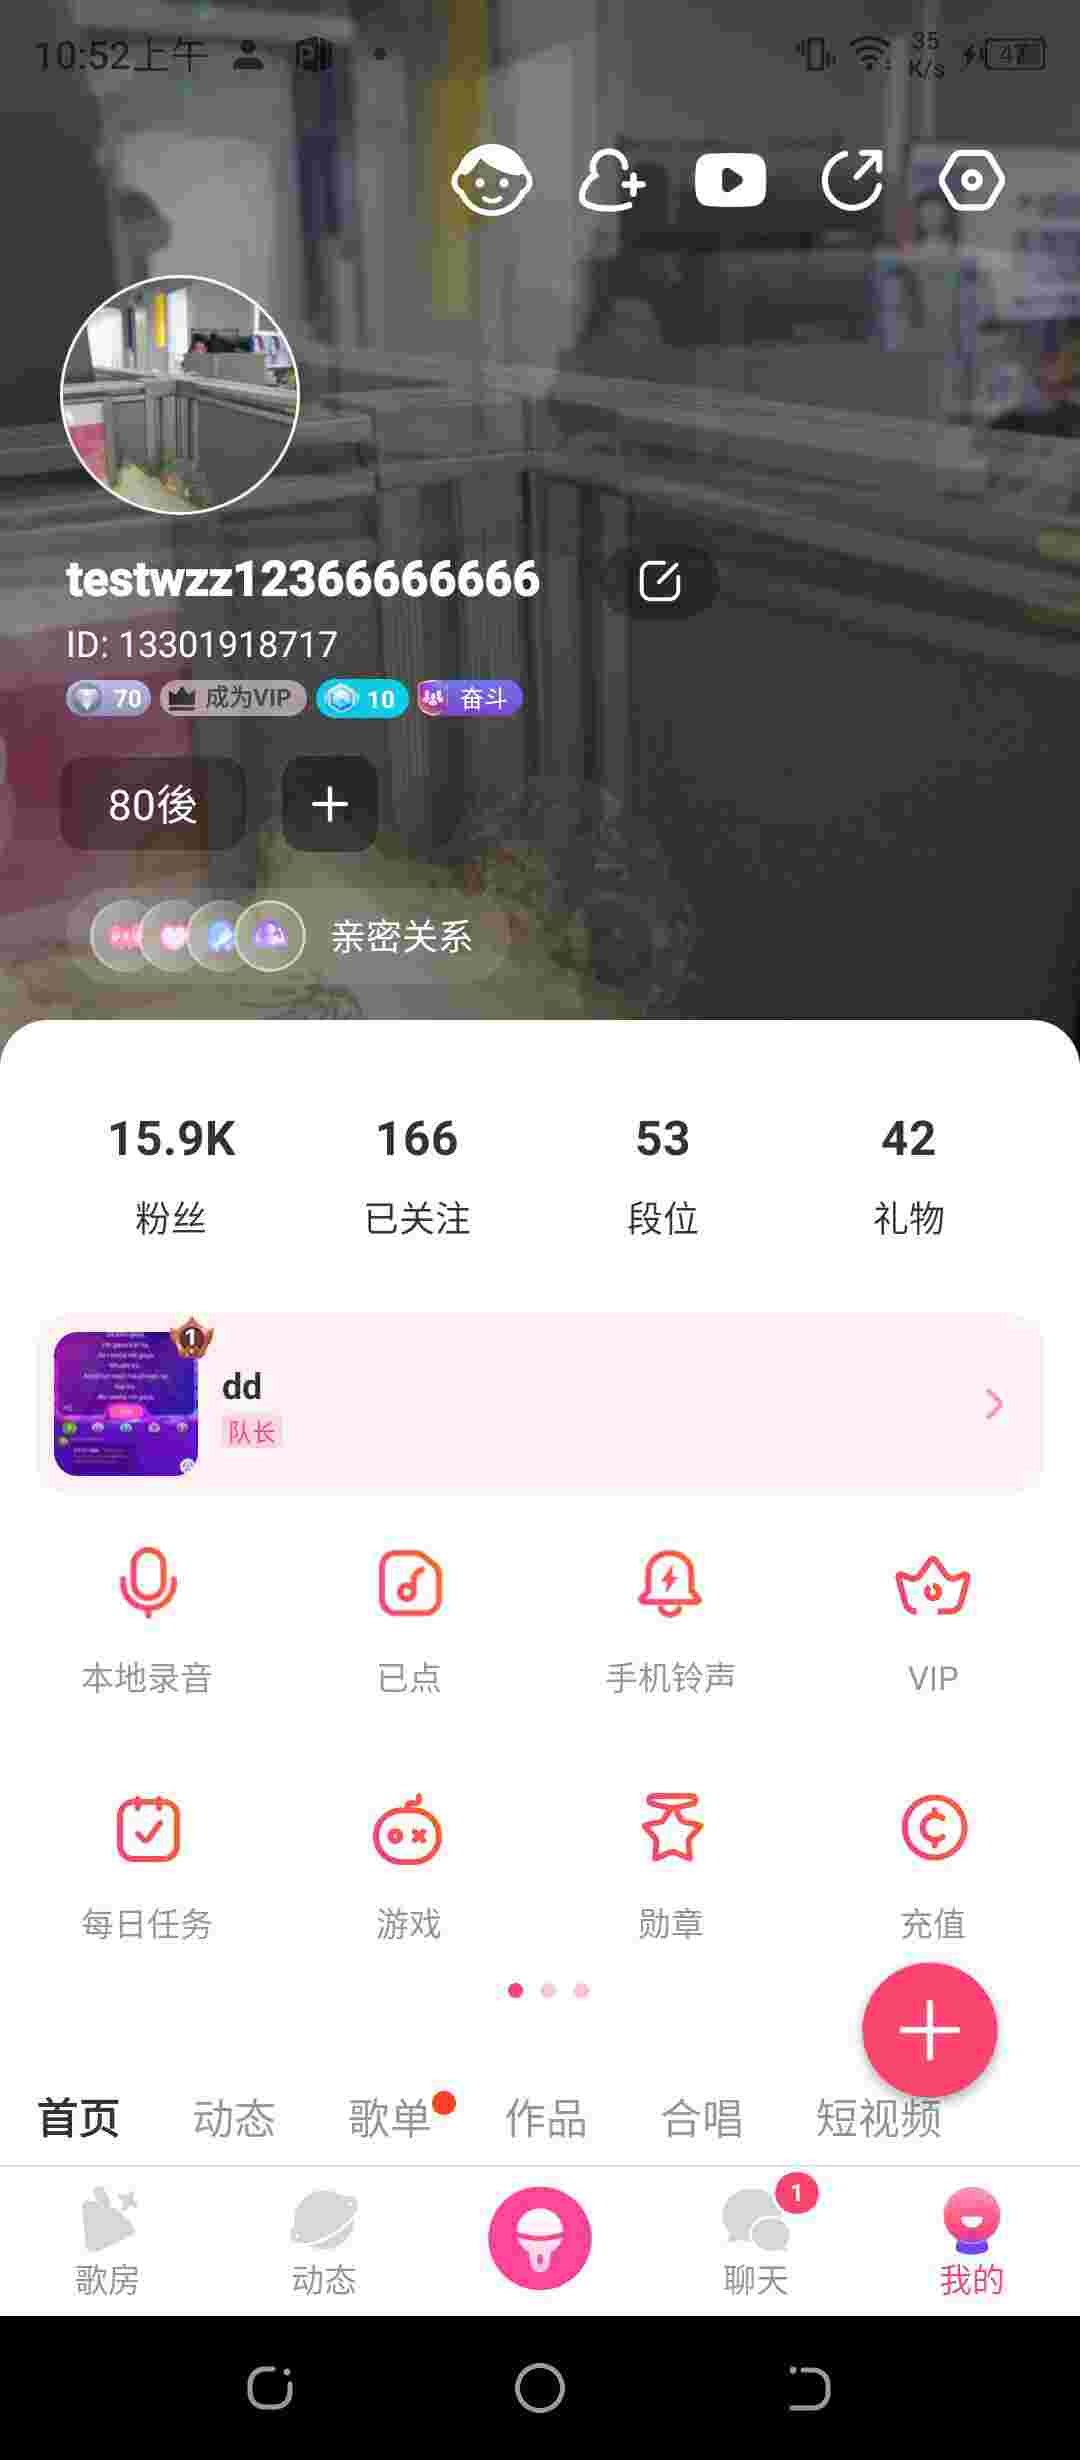 10:52上午
35
K/s
47
testwzz12366666666
ID: 13301918717
70 成为VIP 10 奋斗
80後
亲密关系
15.9K 166 53 42
粉丝 已关注 段位 礼物
1
dd
队长
本地录音 已点 手机铃声 VIP
每日任务 游戏 勋章 充值
首页 动态 歌单 作品 合唱 短视频
1
歌房 动态 聊天 我的